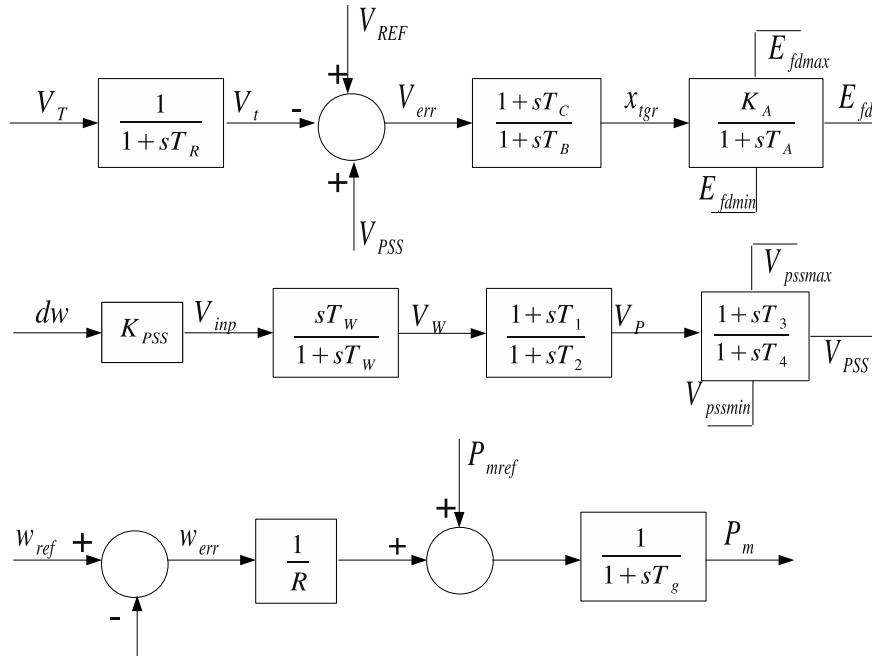 V_REF
+
E_fdmax
V_T
1 / 1 + sT_R
V_t
-
V_err
1 + sT_C / 1 + sT_B
x_tgr
K_A / 1 + sT_A
E_fd
+
E_fdmin
V_PSS
V_pssmax
dw
K_PSS
V_inp
sT_W / 1 + sT_W
V_W
1 + sT_1 / 1 + sT_2
V_P
1 + sT_3 / 1 + sT_4
V_PSS
V_pssmin
P_mref
+
w_ref
+
w_err
1 / R
+
1 / 1 + sT_g
P_m
-